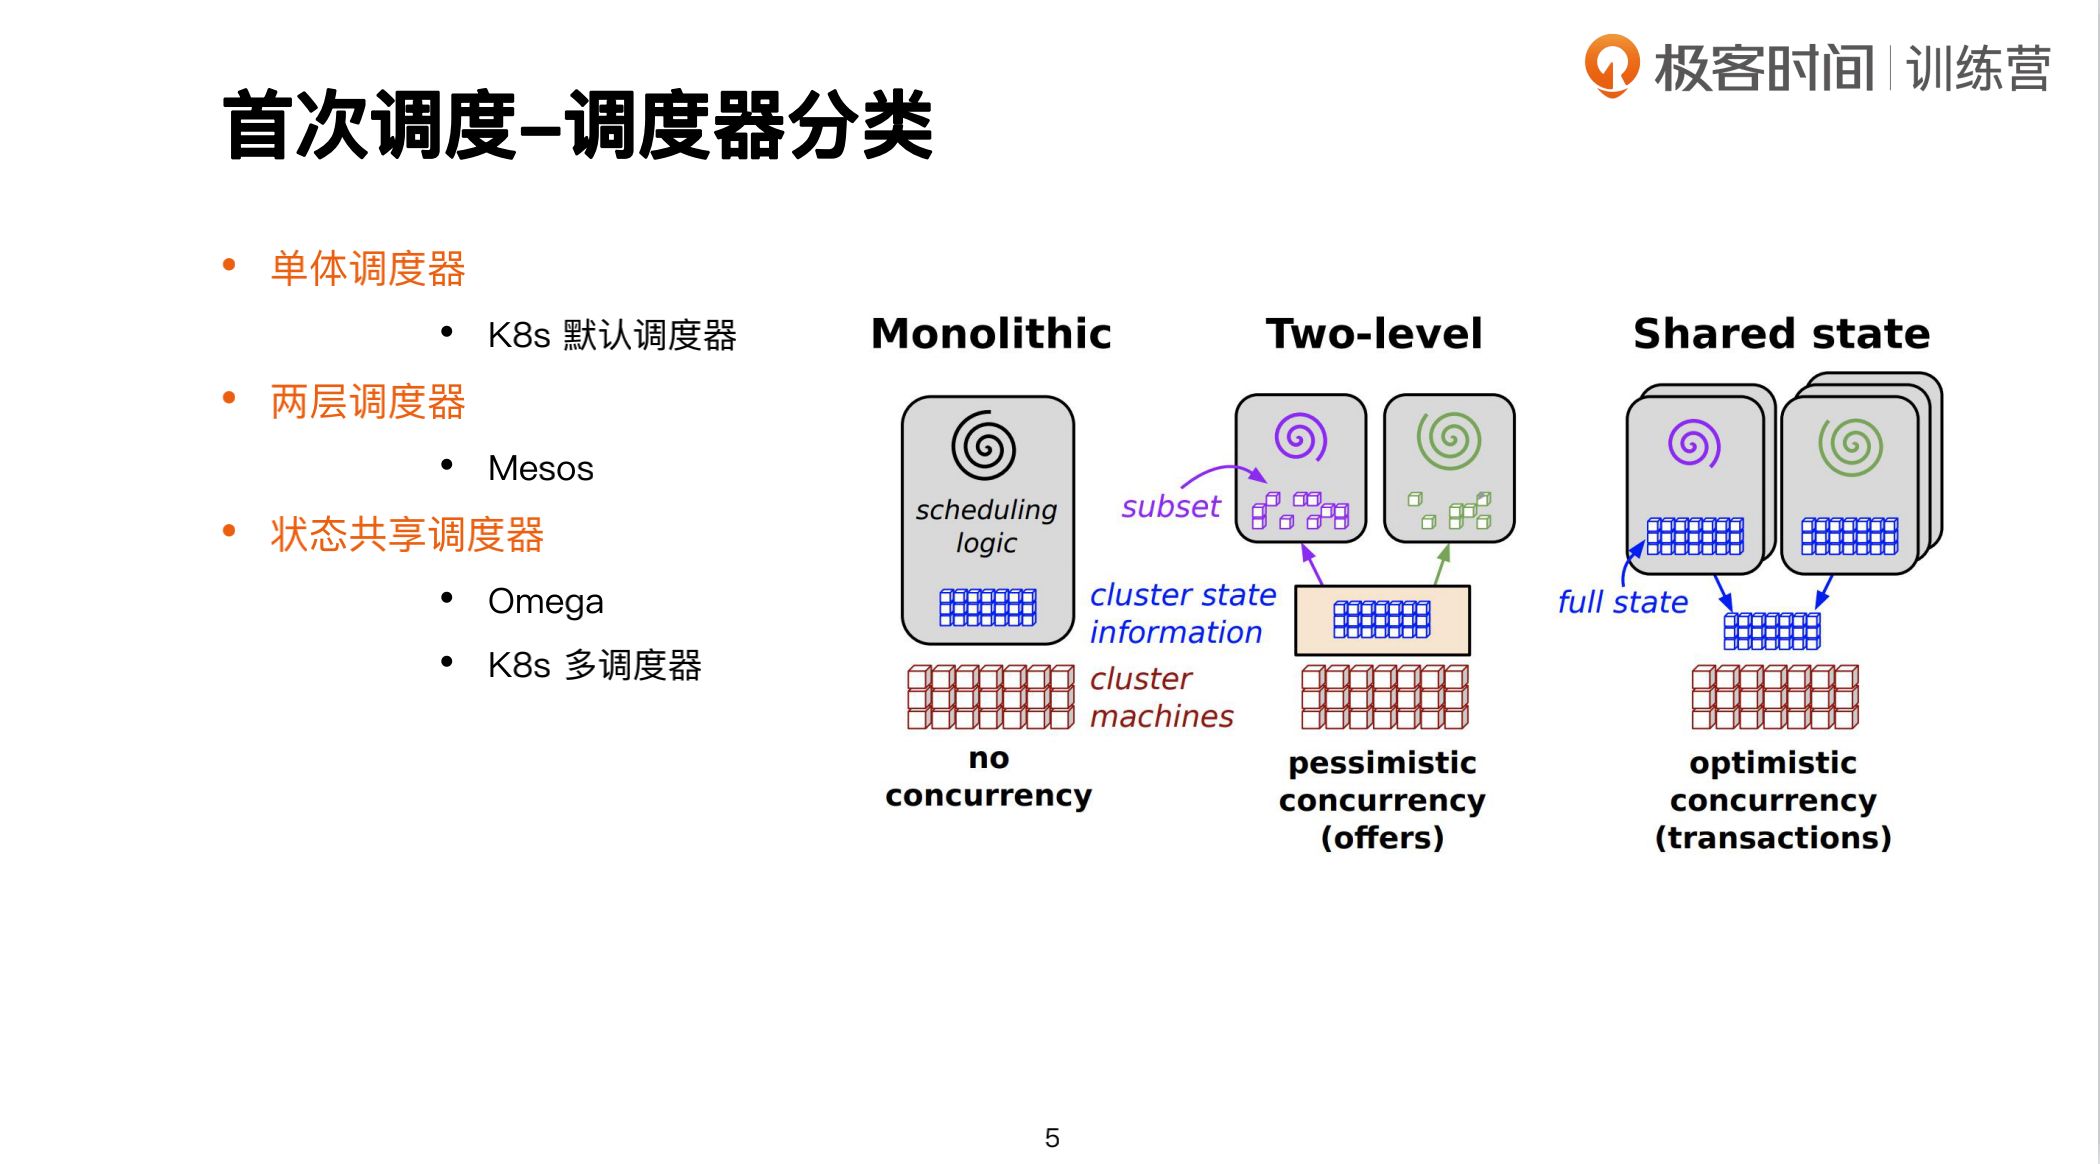 极客时间 | 训练营
首次调度–调度器分类
• 单体调度器
• K8s 默认调度器
• 两层调度器
• Mesos
• 状态共享调度器
• Omega
• K8s 多调度器
Monolithic
scheduling
logic
cluster state
information
cluster
machines
no
concurrency
Two-level
subset
pessimistic
concurrency
(offers)
Shared state
full state
optimistic
concurrency
(transactions)
5